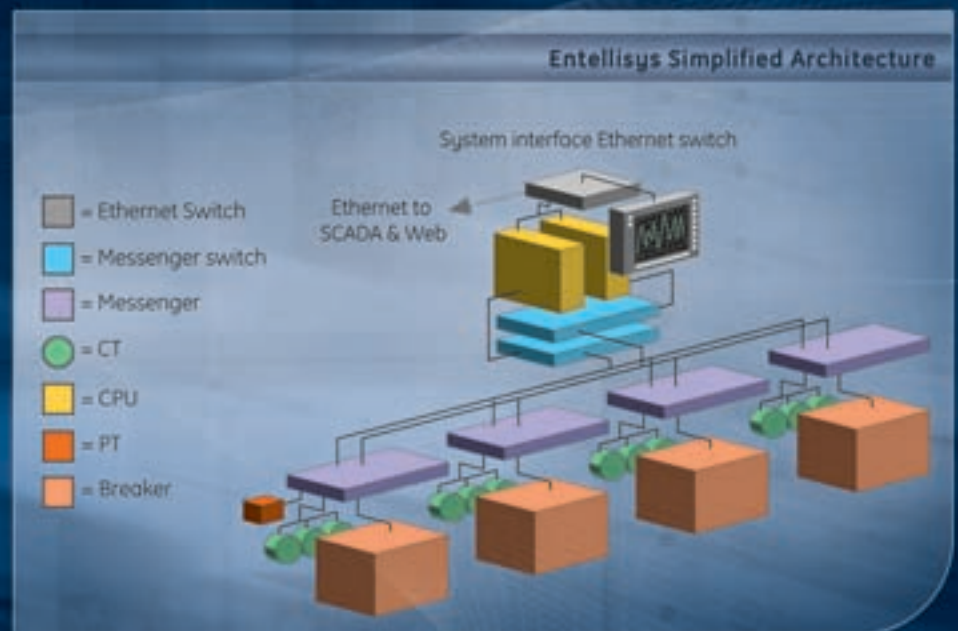 Entellisys Simplified Architecture
System interface Ethernet switch
Ethernet to
SCADA & Web
= Ethernet Switch
= Messenger switch
= Messenger
= CT
= CPU
= PT
= Breaker